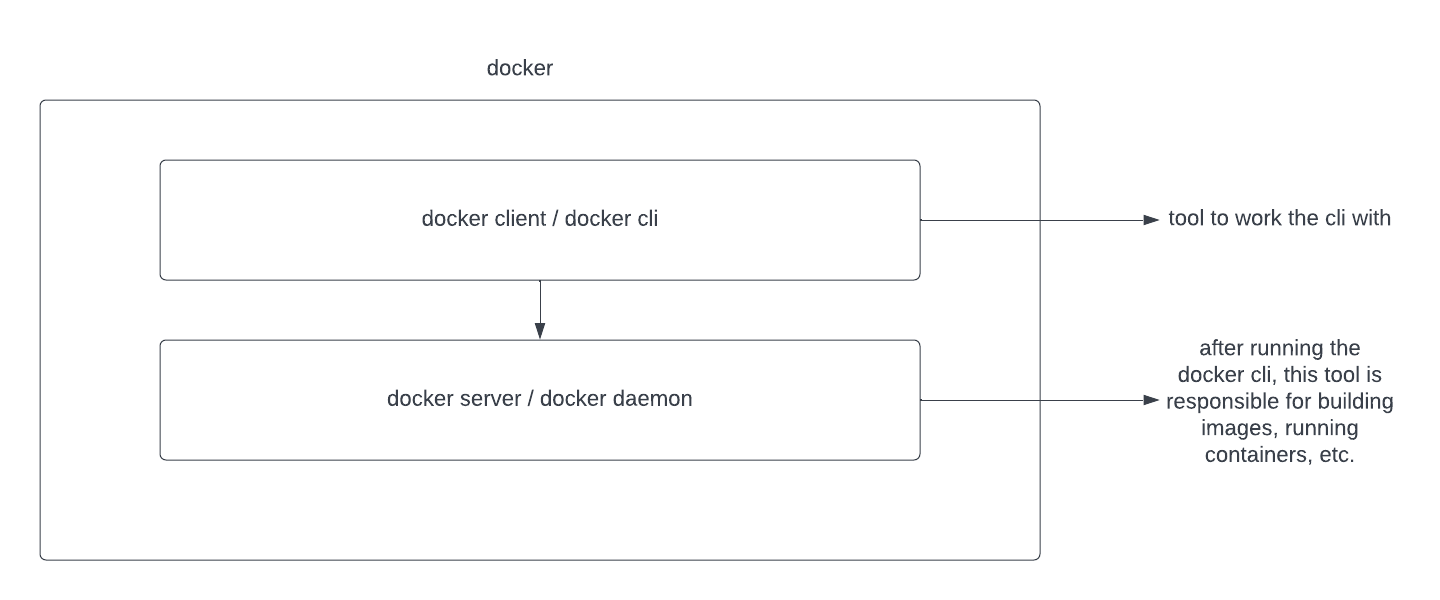 docker
docker client / docker cli
tool to work the cli with
docker server / docker daemon
after running the
docker cli, this tool is
responsible for building
images, running
containers, etc.